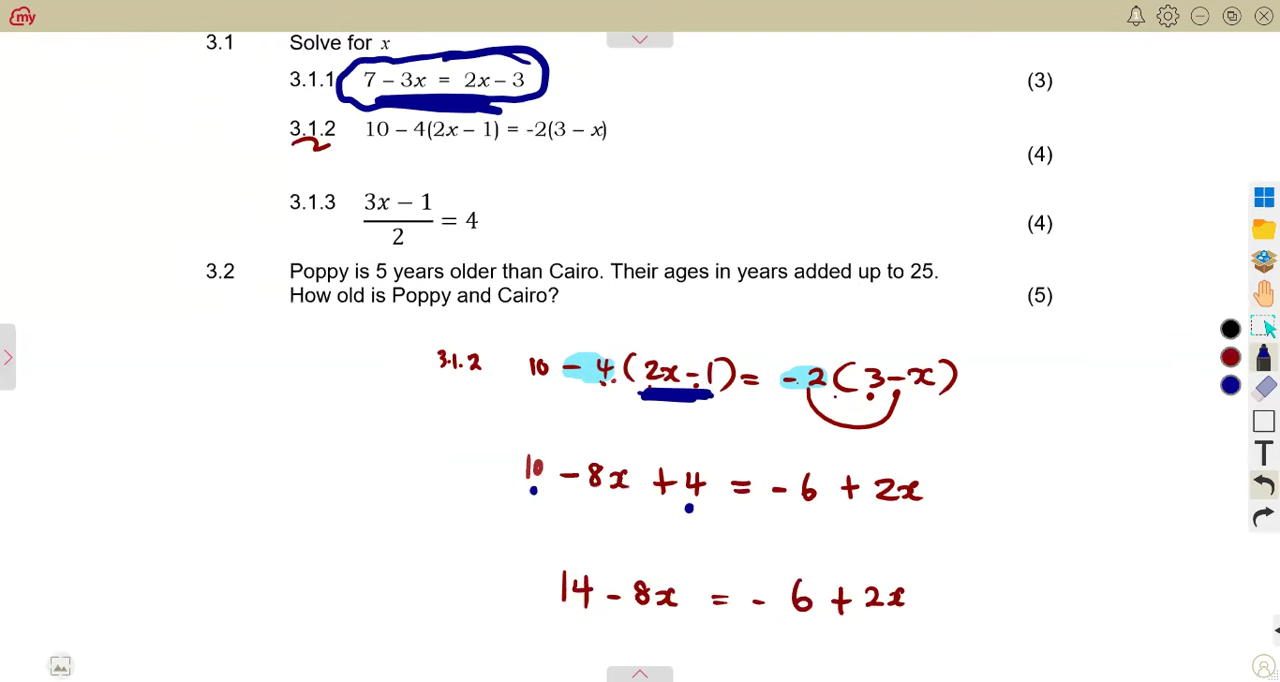 my
3.1 Solve for x
3.1.1 7 – 3x = 2x – 3 (3)
3.1.2 10 – 4(2x – 1) = -2(3 – x)
(4)
3.1.3 (3x – 1)/2 = 4 (4)
3.2 Poppy is 5 years older than Cairo. Their ages in years added up to 25.
How old is Poppy and Cairo? (5)
3.1.2 10 – 4 (2x – 1) = – 2 (3 – x)
10 – 8x + 4 = – 6 + 2x
14 – 8x = – 6 + 2x
T